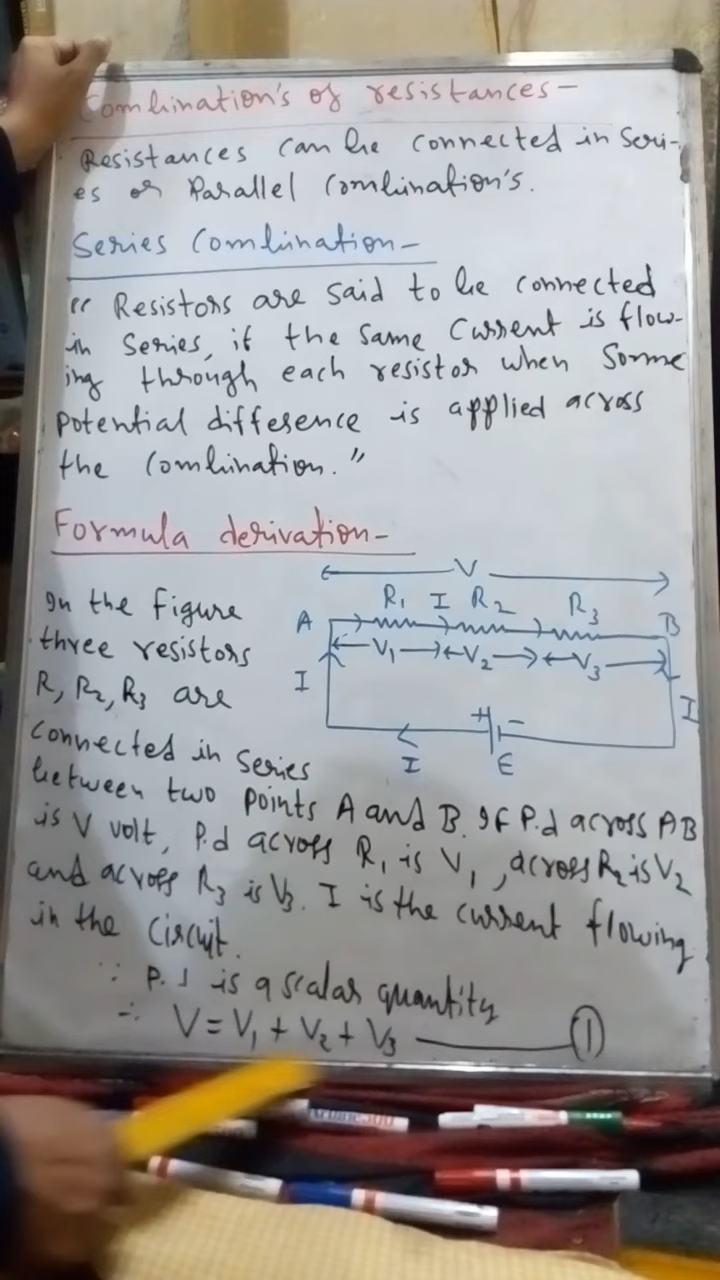 Combination's of resistances-
Resistances can be connected in Seri-
es or Parallel Combination's.
Series Combination-
"Resistors are said to be connected
in Series, if the same current is flow-
ing through each resistor when some
potential difference is applied across
the Combination."
Formula derivation-
V
R1 I R2 R3
A B
V1 V2 V3
I I
+ -
I E
In the figure
three resistors
R, R2, R3 are
connected in series
between two points A and B. If P.d across AB
is V volt, P.d across R1 is V1, across R2 is V2
and across R3 is V3. I is the current flowing
in the circuit.
∵ P.d is a scalar quantity
∴ V = V1 + V2 + V3 — 1